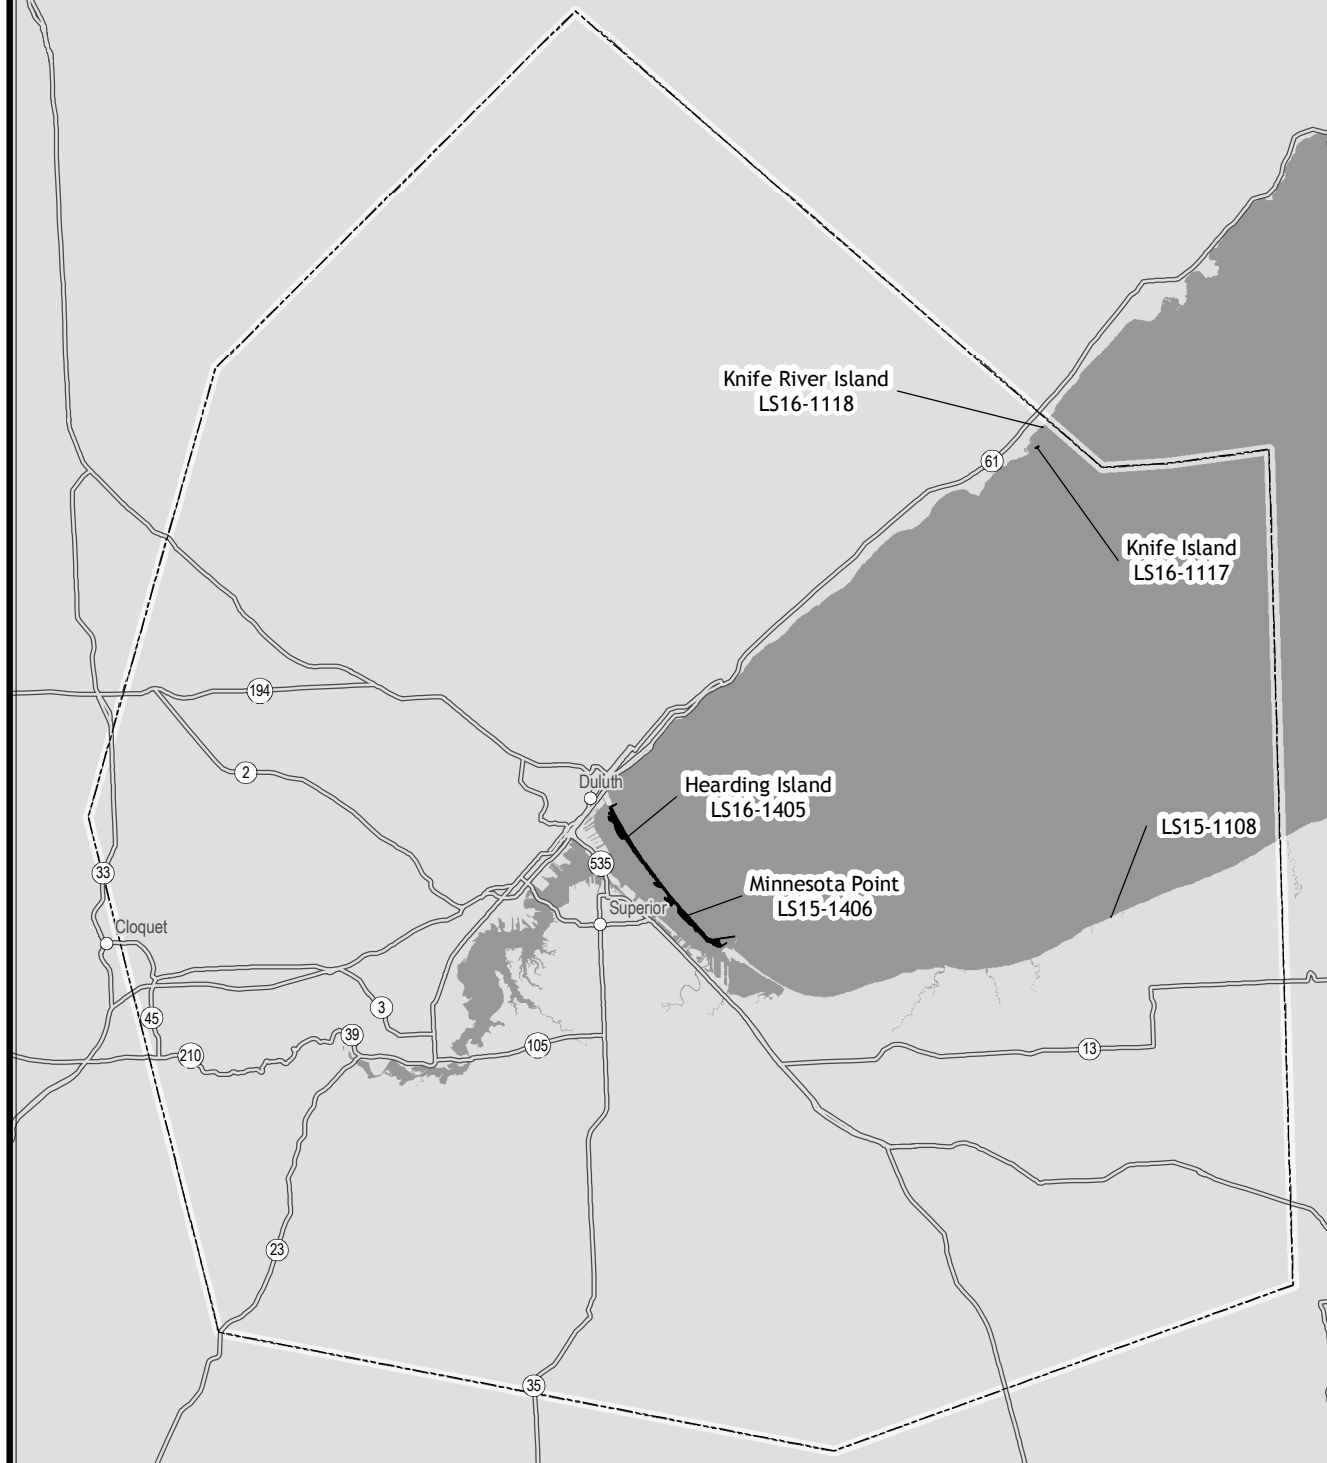 Knife River Island
LS16-1118
61
Knife Island
LS16-1117
194
2
Duluth
Hearding Island
LS16-1405
LS15-1108
535
33
Minnesota Point
LS15-1406
Superior
Cloquet
3
45
39
105
13
210
23
35